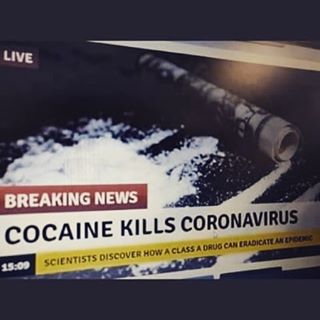 LIVE
BREAKING NEWS
COCAINE KILLS CORONAVIRUS
15:09 SCIENTISTS DISCOVER HOW A CLASS A DRUG CAN ERADICATE AN EPIDEMIC